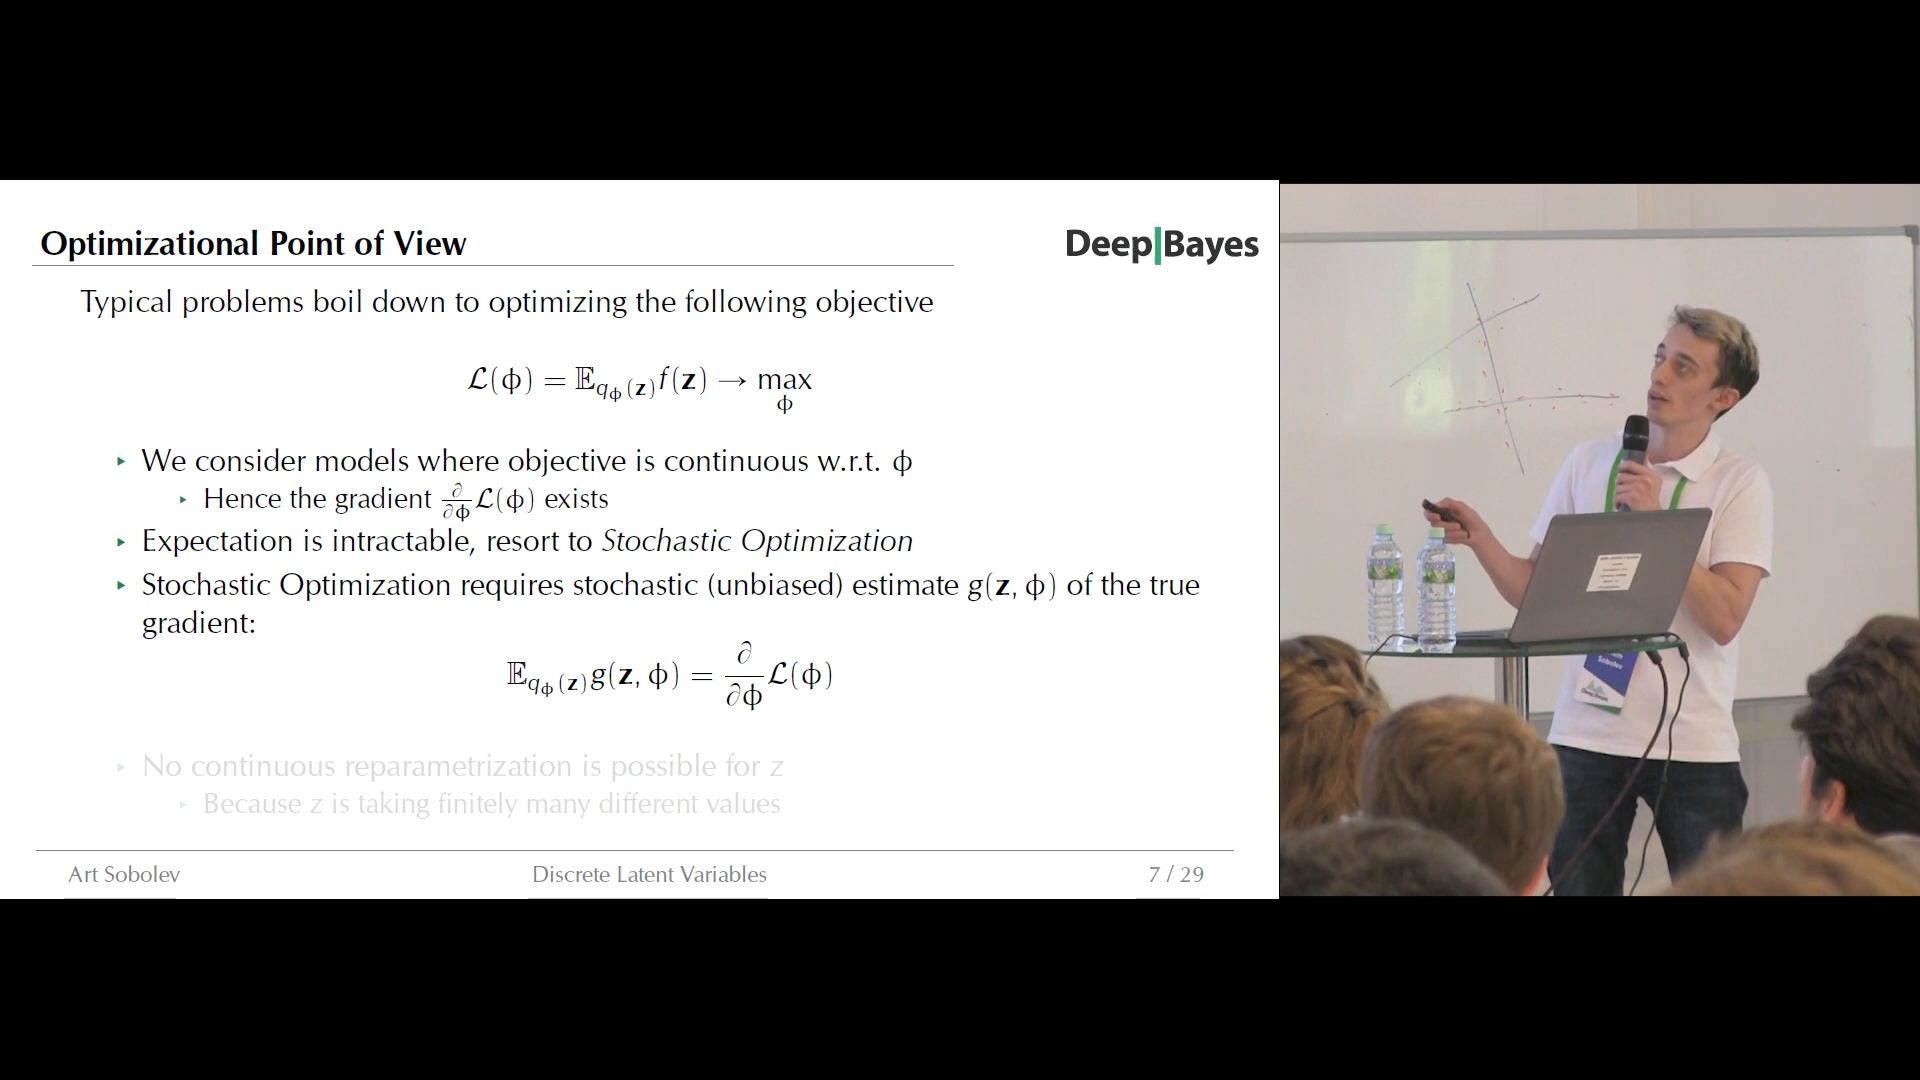 Optimizational Point of View
Deep|Bayes
Typical problems boil down to optimizing the following objective
ℒ(ϕ) = 𝔼_{q_ϕ(𝐳)} f(𝐳) → max_ϕ
‣ We consider models where objective is continuous w.r.t. ϕ
‣ Hence the gradient ∂/∂ϕ ℒ(ϕ) exists
‣ Expectation is intractable, resort to Stochastic Optimization
‣ Stochastic Optimization requires stochastic (unbiased) estimate g(𝐳, ϕ) of the true
gradient:
𝔼_{q_ϕ(𝐳)} g(𝐳, ϕ) = ∂/∂ϕ ℒ(ϕ)
‣ No continuous reparametrization is possible for z
‣ Because z is taking finitely many different values
Art Sobolev
Discrete Latent Variables
7 / 29
Sobolev